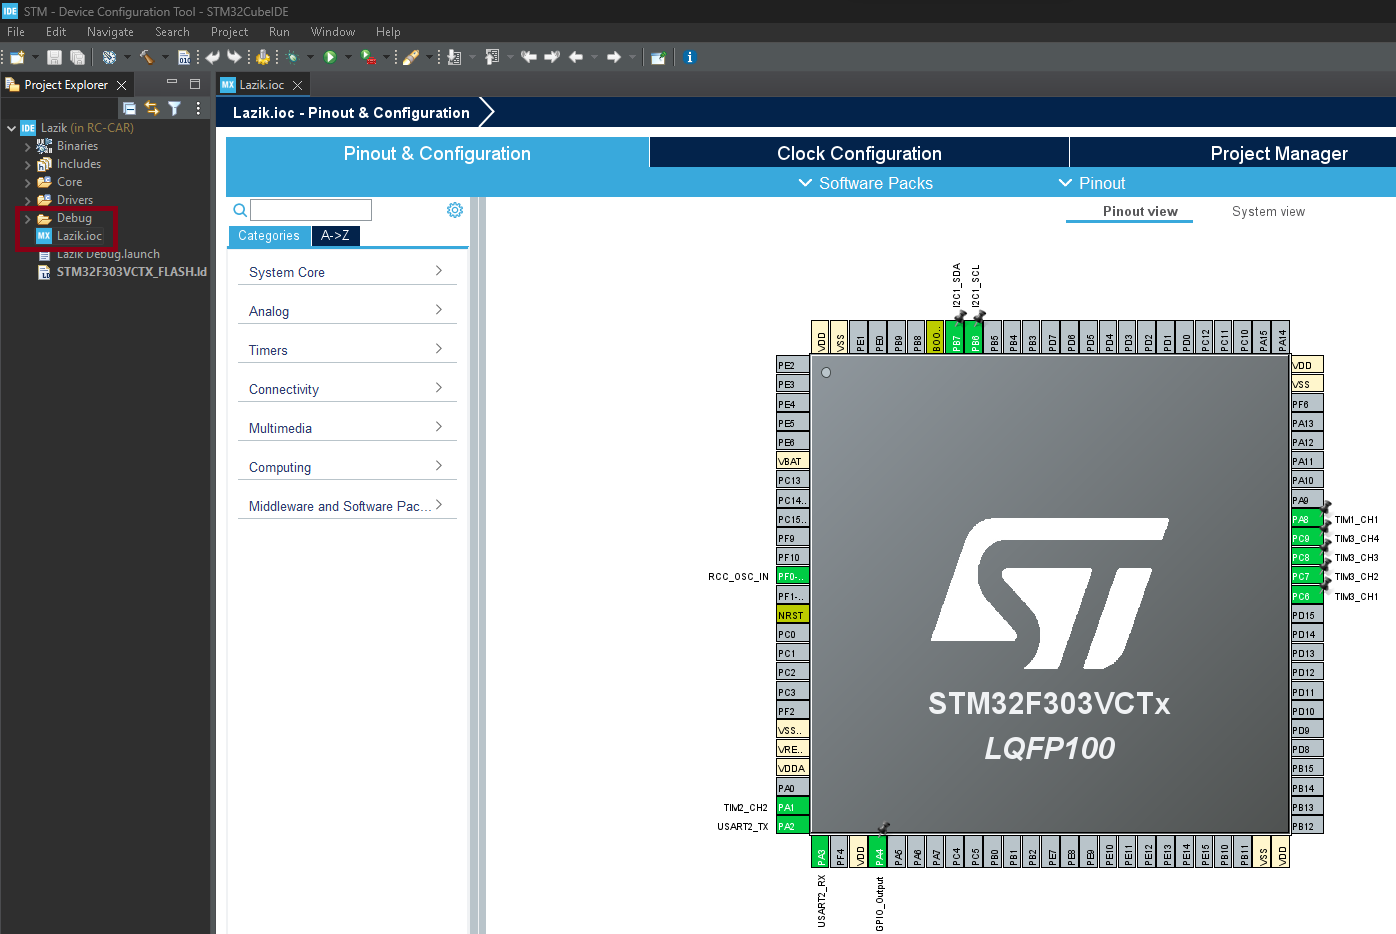 STM - Device Configuration Tool - STM32CubeIDE
File Edit Navigate Search Project Run Window Help
Project Explorer
Lazik.ioc
Lazik.ioc - Pinout & Configuration
Lazik (in RC-CAR)
Binaries
Includes
Core
Drivers
Debug
Lazik.ioc
Lazik Debug.launch
STM32F303VCTX_FLASH.ld
Pinout & Configuration
Clock Configuration
Project Manager
Software Packs
Pinout
Categories
A->Z
System Core
Analog
Timers
Connectivity
Multimedia
Computing
Middleware and Software Pac...
Pinout view
System view
I2C1_SDA
I2C1_SCL
VDD
VSS
PE1
PE0
PB9
PB8
BOO..
PB7
PB6
PB5
PB4
PB3
PD7
PD6
PD5
PD4
PD3
PD2
PD1
PD0
PC12
PC11
PC10
PA15
PA14
PE2
PE3
PE4
PE5
PE6
VBAT
PC13
PC14..
PC15..
PF9
PF10
RCC_OSC_IN
PF0-..
PF1-..
NRST
PC0
PC1
PC2
PC3
PF2
VSS..
VRE..
VDDA
PA0
TIM2_CH2
PA1
USART2_TX
PA2
STM32F303VCTx
LQFP100
VDD
VSS
PF6
PA13
PA12
PA11
PA10
PA9
PA8
TIM1_CH1
PC9
TIM3_CH4
PC8
TIM3_CH3
PC7
TIM3_CH2
PC6
TIM3_CH1
PD15
PD14
PD13
PD12
PD11
PD10
PD9
PD8
PB15
PB14
PB13
PB12
PA3
PF4
VDD
PA4
PA5
PA6
PA7
PC4
PC5
PB0
PB1
PB2
PE7
PE8
PE9
PE10
PE11
PE12
PE13
PE14
PE15
PB10
PB11
VSS
VDD
USART2_RX
GPIO_Output